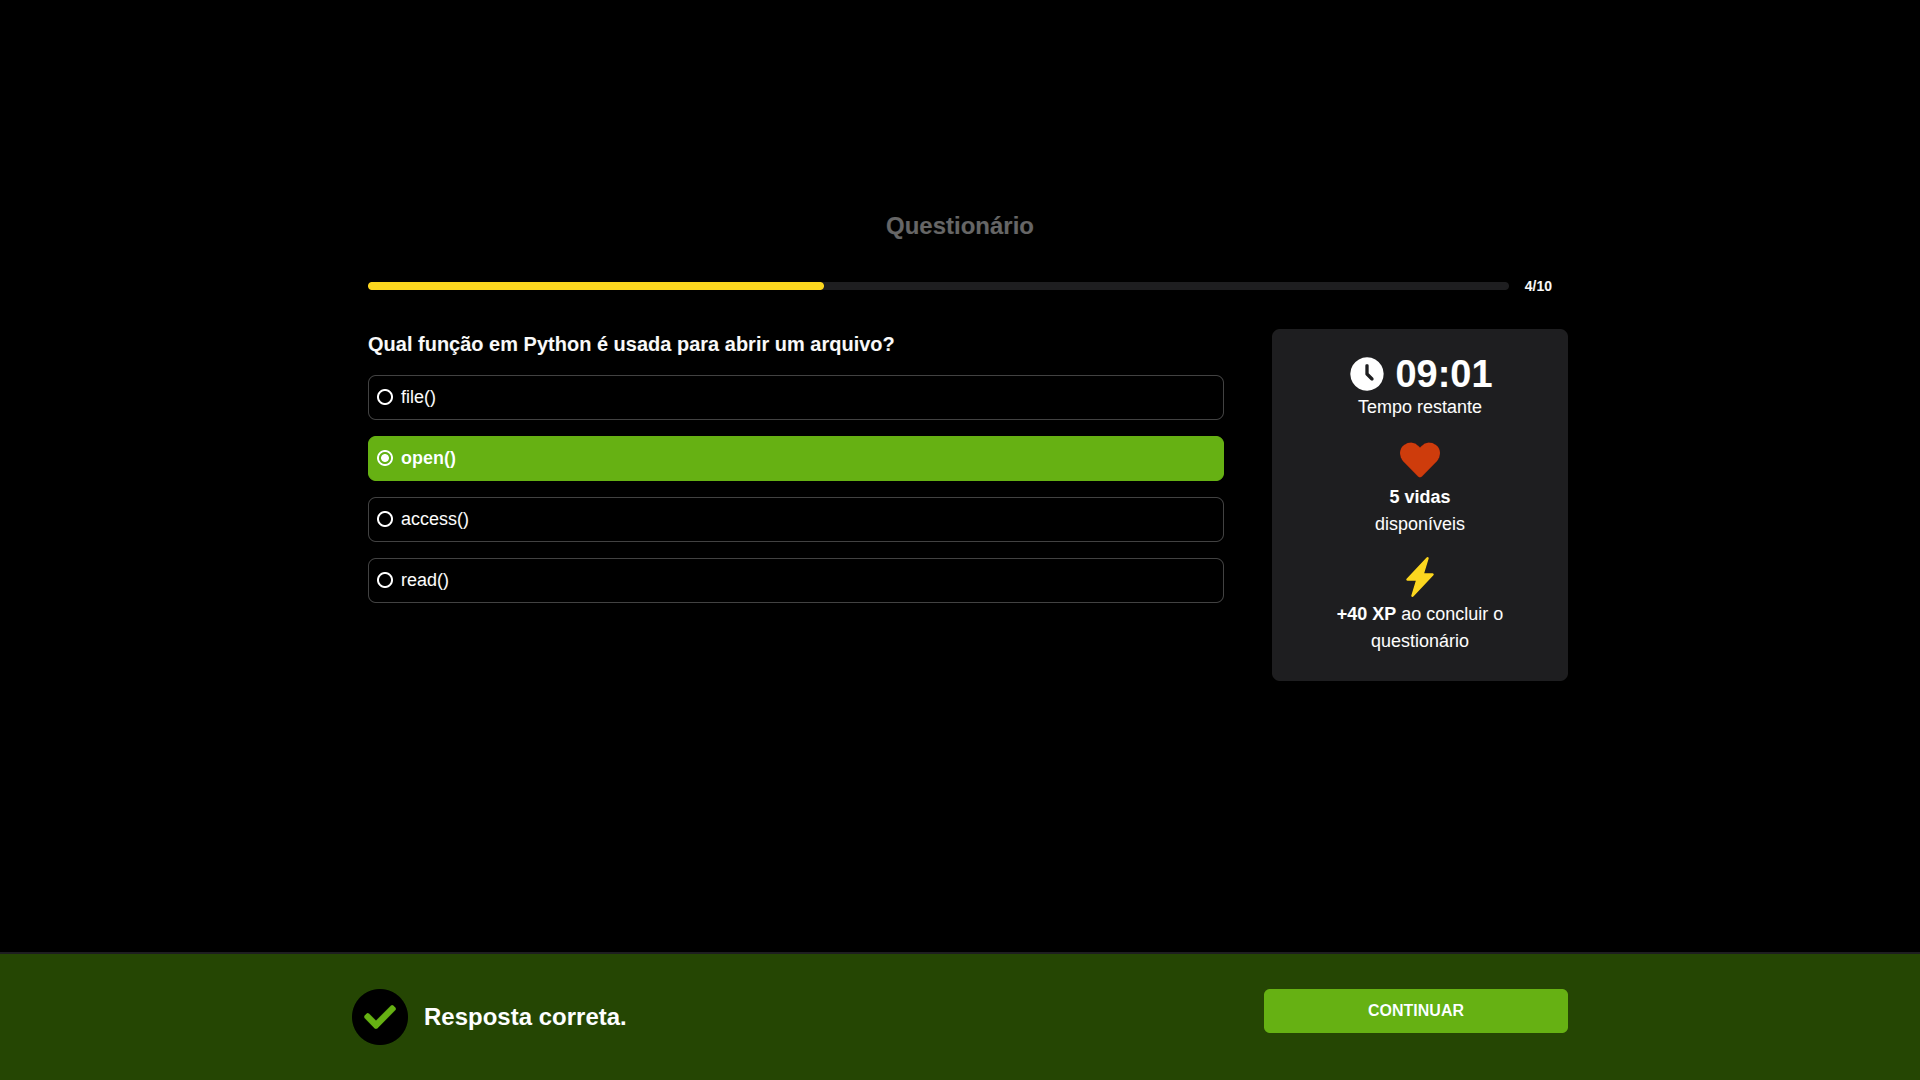 Questionário
4/10
Qual função em Python é usada para abrir um arquivo?
file()
open()
access()
read()
09:01
Tempo restante
5 vidas
disponíveis
+40 XP ao concluir o
questionário
Resposta correta.
CONTINUAR